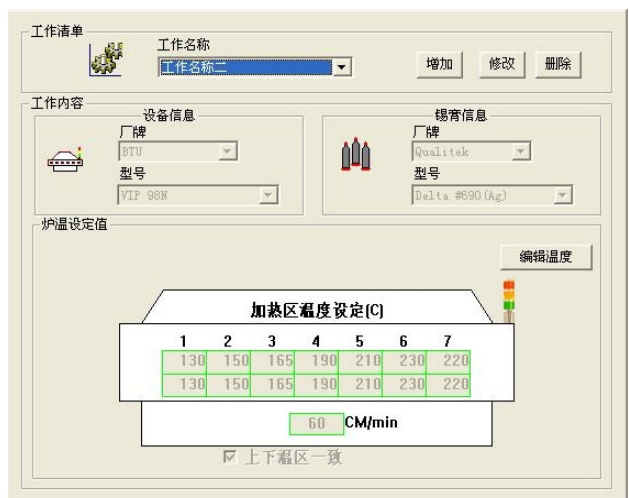 工作清单
工作名称
工作名称二
增加 修改 删除
工作内容
设备信息
厂牌
BTU
型号
VIP 98N
锡膏信息
厂牌
Qualitek
型号
Delta #690(Ag)
炉温设定值
编辑温度
加热区温度设定(C)
1 2 3 4 5 6 7
130 150 165 190 210 230 220
130 150 165 190 210 230 220
60 CM/min
上下温区一致